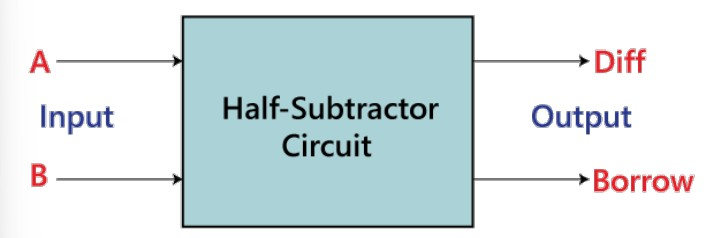 A
Diff
Input
Half-Subtractor
Circuit
Output
B
Borrow